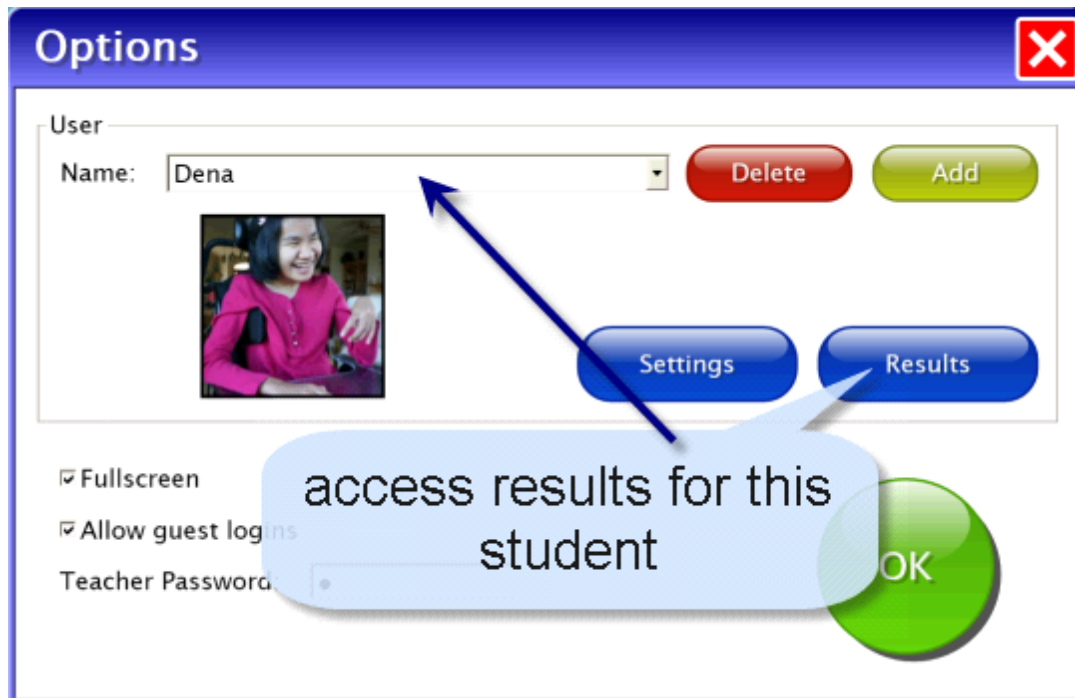 Options
User
Name: Dena Delete Add
Settings Results
Fullscreen
access results for this
student
Allow guest logins
Teacher Password:
OK